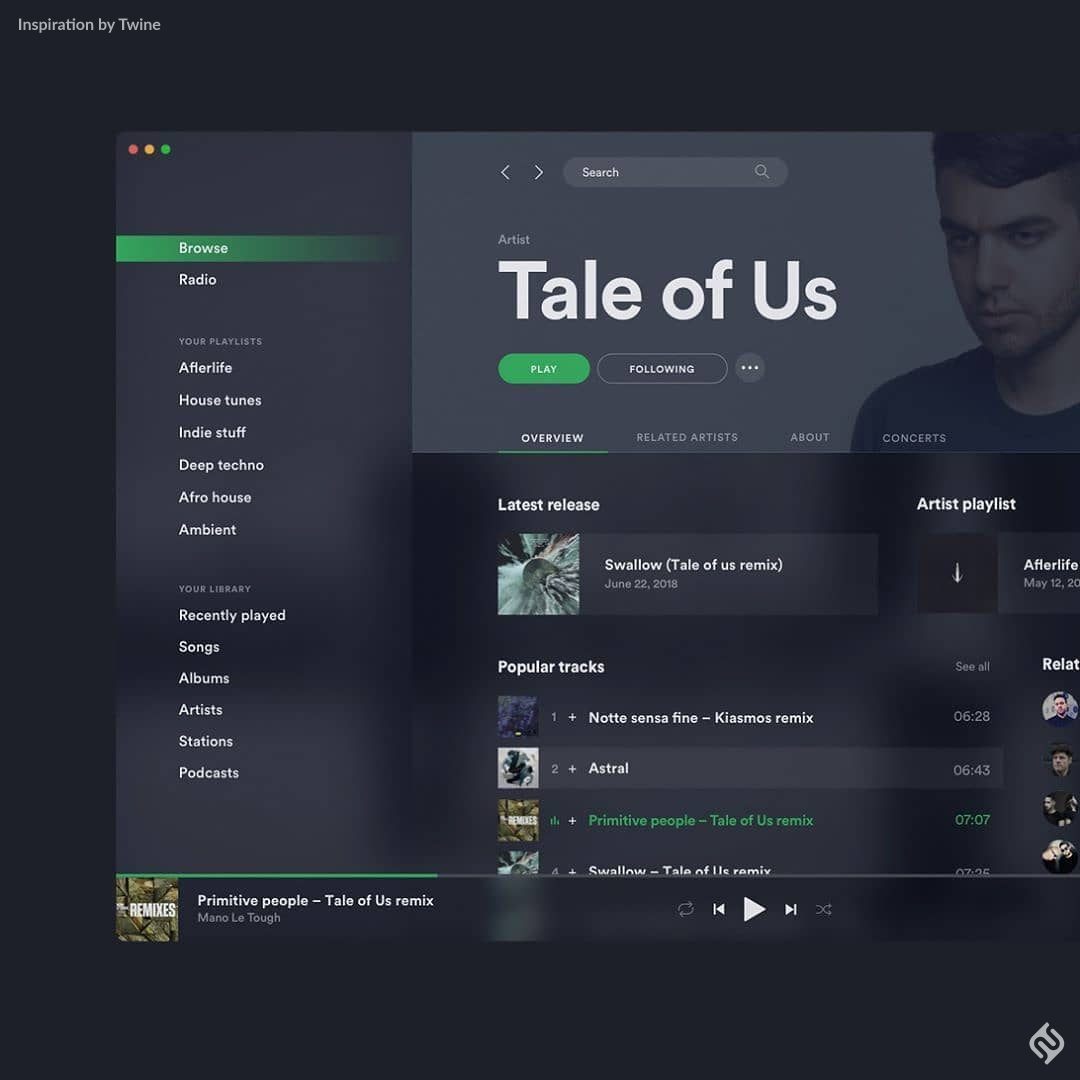 Inspiration by Twine
Search
Browse
Radio
YOUR PLAYLISTS
Aflerlife
House tunes
Indie stuff
Deep techno
Afro house
Ambient
YOUR LIBRARY
Recently played
Songs
Albums
Artists
Stations
Podcasts
Artist
Tale of Us
PLAY
FOLLOWING
OVERVIEW
RELATED ARTISTS
ABOUT
CONCERTS
Latest release
Swallow (Tale of us remix)
June 22, 2018
Artist playlist
Aflerlife
May 12, 20
Popular tracks
See all
1 + Notte sensa fine – Kiasmos remix 06:28
2 + Astral 06:43
REMIXES
+ Primitive people – Tale of Us remix 07:07
4 + Swallow – Tale of Us remix 07:25
Relat
REMIXES
Primitive people – Tale of Us remix
Mano Le Tough